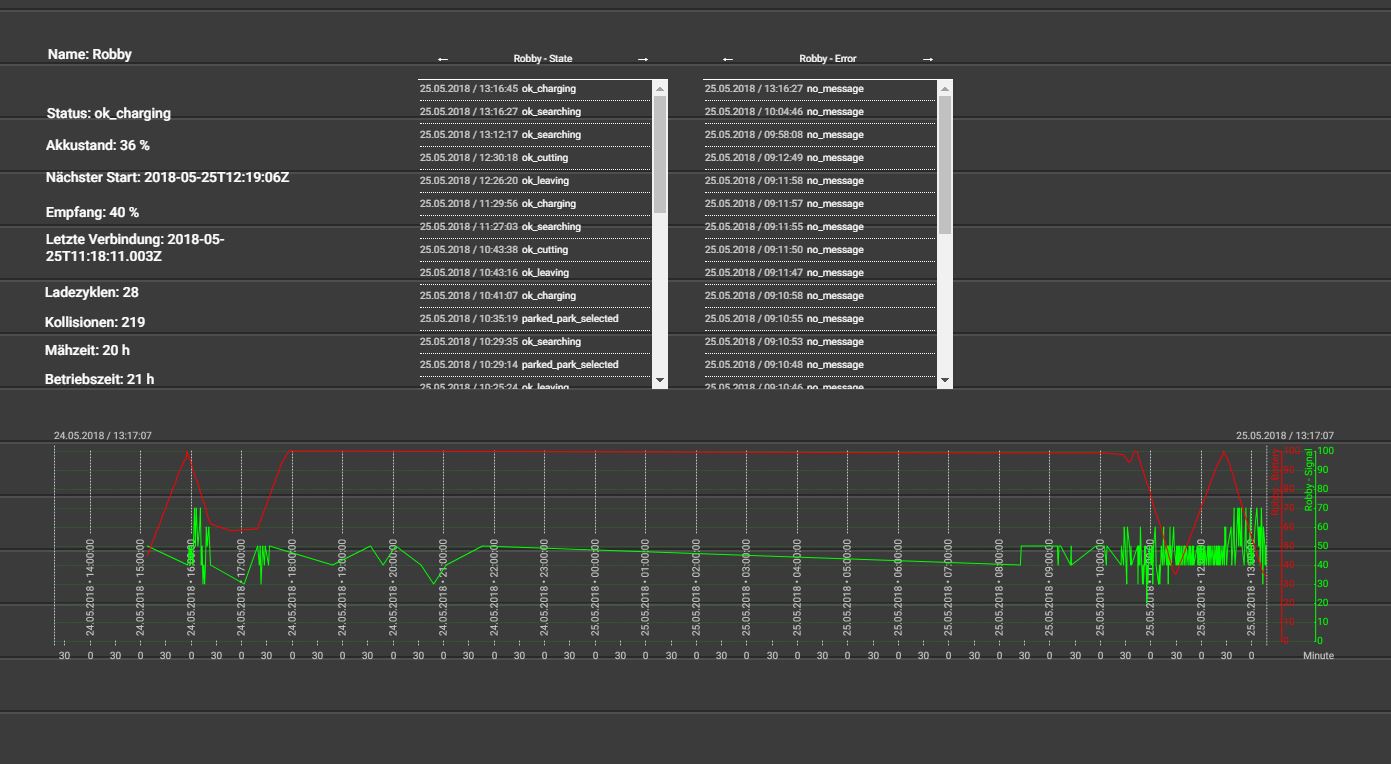 Name: Robby
Status: ok_charging
Akkustand: 36 %
Nächster Start: 2018-05-25T12:19:06Z
Empfang: 40 %
Letzte Verbindung: 2018-05-
25T11:18:11.003Z
Ladezyklen: 28
Kollisionen: 219
Mähzeit: 20 h
Betriebszeit: 21 h
← Robby - State →
25.05.2018 / 13:16:45 ok_charging
25.05.2018 / 13:16:27 ok_searching
25.05.2018 / 13:12:17 ok_searching
25.05.2018 / 12:30:18 ok_cutting
25.05.2018 / 12:26:20 ok_leaving
25.05.2018 / 11:29:56 ok_charging
25.05.2018 / 11:27:03 ok_searching
25.05.2018 / 10:43:38 ok_cutting
25.05.2018 / 10:43:16 ok_leaving
25.05.2018 / 10:41:07 ok_charging
25.05.2018 / 10:35:19 parked_park_selected
25.05.2018 / 10:29:35 ok_searching
25.05.2018 / 10:29:14 parked_park_selected
25.05.2018 / 10:25:24 ok_leaving
← Robby - Error →
25.05.2018 / 13:16:27 no_message
25.05.2018 / 10:04:46 no_message
25.05.2018 / 09:58:08 no_message
25.05.2018 / 09:12:49 no_message
25.05.2018 / 09:11:58 no_message
25.05.2018 / 09:11:57 no_message
25.05.2018 / 09:11:55 no_message
25.05.2018 / 09:11:50 no_message
25.05.2018 / 09:11:47 no_message
25.05.2018 / 09:10:58 no_message
25.05.2018 / 09:10:55 no_message
25.05.2018 / 09:10:53 no_message
25.05.2018 / 09:10:48 no_message
25.05.2018 / 09:10:46 no_message
24.05.2018 / 13:17:07
25.05.2018 / 13:17:07
24.05.2018 • 14:00:00
24.05.2018 • 15:00:00
24.05.2018 • 16:00:00
24.05.2018 • 17:00:00
24.05.2018 • 18:00:00
24.05.2018 • 19:00:00
24.05.2018 • 20:00:00
24.05.2018 • 21:00:00
24.05.2018 • 22:00:00
24.05.2018 • 23:00:00
25.05.2018 • 00:00:00
25.05.2018 • 01:00:00
25.05.2018 • 02:00:00
25.05.2018 • 03:00:00
25.05.2018 • 04:00:00
25.05.2018 • 05:00:00
25.05.2018 • 06:00:00
25.05.2018 • 07:00:00
25.05.2018 • 08:00:00
25.05.2018 • 09:00:00
25.05.2018 • 10:00:00
25.05.2018 • 11:00:00
25.05.2018 • 12:00:00
25.05.2018 • 13:00:00
Robby -
100
90
80
70
60
50
40
30
20
10
0
Robby - Signal
100
90
80
70
60
50
40
30
20
10
0
30 0 30 0 30 0 30 0 30 0 30 0 30 0 30 0 30 0 30 0 30 0 30 0 30 0 30 0 30 0 30 0 30 0 30 0 30 0 30 0 30 0 30 0 30 0 30 0 Minute